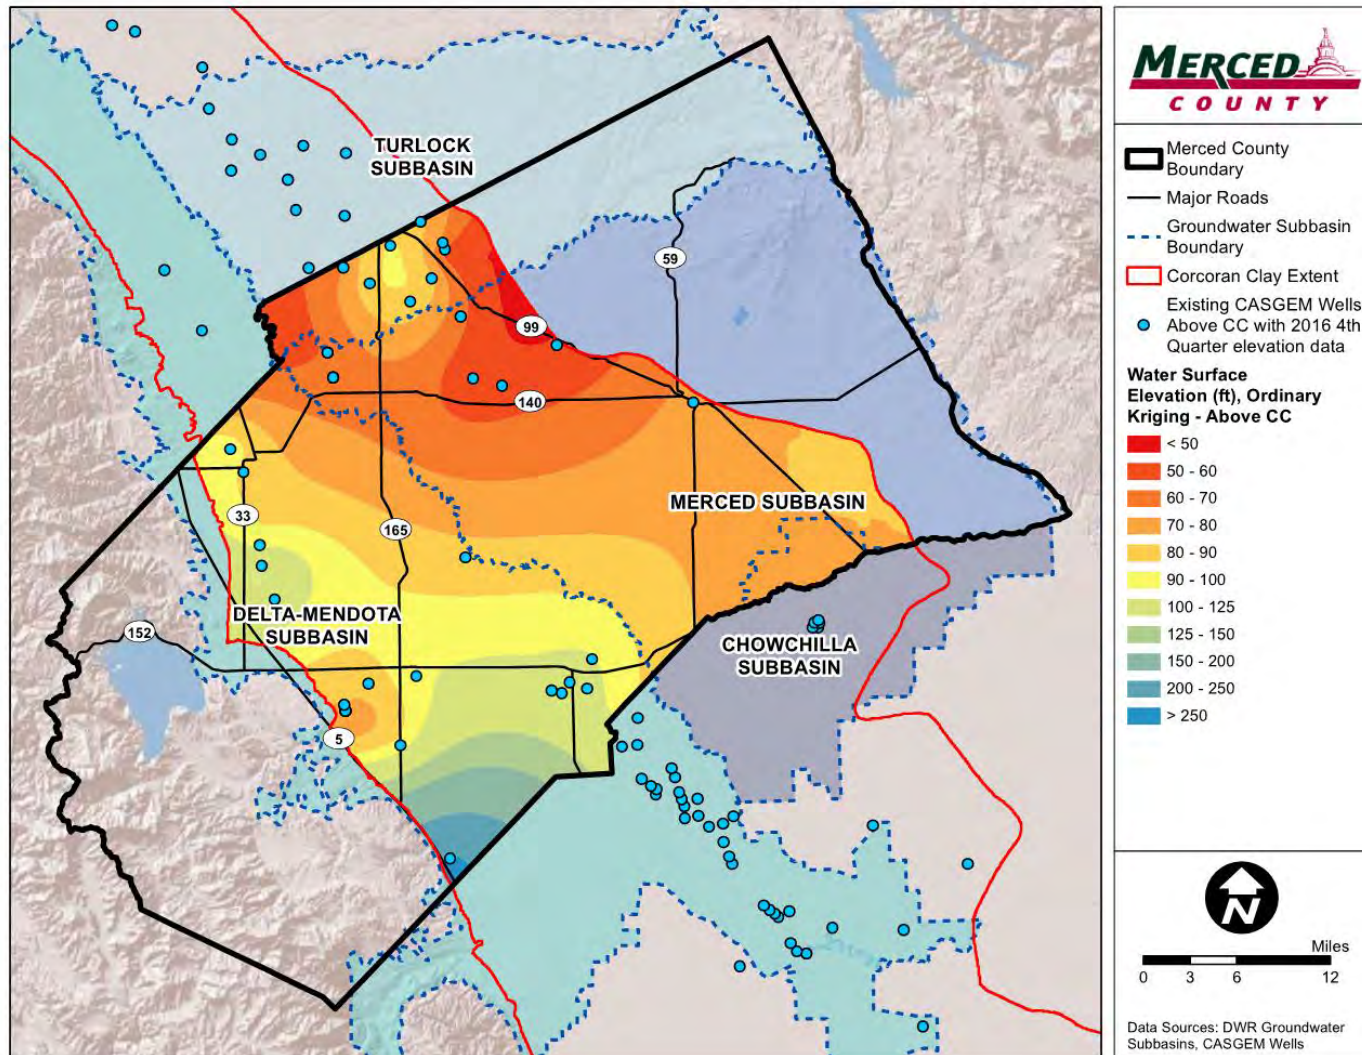 TURLOCK
SUBBASIN
59
99
140
MERCED SUBBASIN
33
165
DELTA-MENDOTA
SUBBASIN
152
CHOWCHILLA
SUBBASIN
5
MERCED
COUNTY
Merced County
Boundary
Major Roads
Groundwater Subbasin
Boundary
Corcoran Clay Extent
Existing CASGEM Wells
Above CC with 2016 4th
Quarter elevation data
Water Surface
Elevation (ft), Ordinary
Kriging - Above CC
< 50
50 - 60
60 - 70
70 - 80
80 - 90
90 - 100
100 - 125
125 - 150
150 - 200
200 - 250
> 250
N
Miles
0 3 6 12
Data Sources: DWR Groundwater
Subbasins, CASGEM Wells